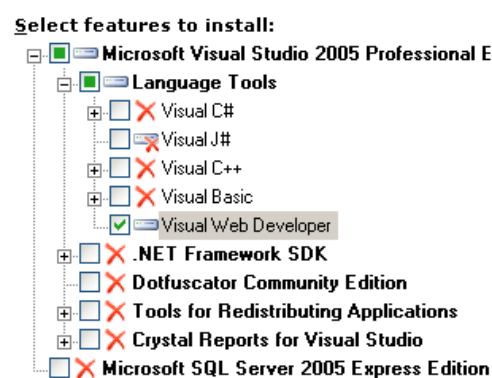 Select features to install:
Microsoft Visual Studio 2005 Professional E
Language Tools
Visual C#
Visual J#
Visual C++
Visual Basic
Visual Web Developer
.NET Framework SDK
Dotfuscator Community Edition
Tools for Redistributing Applications
Crystal Reports for Visual Studio
Microsoft SQL Server 2005 Express Edition